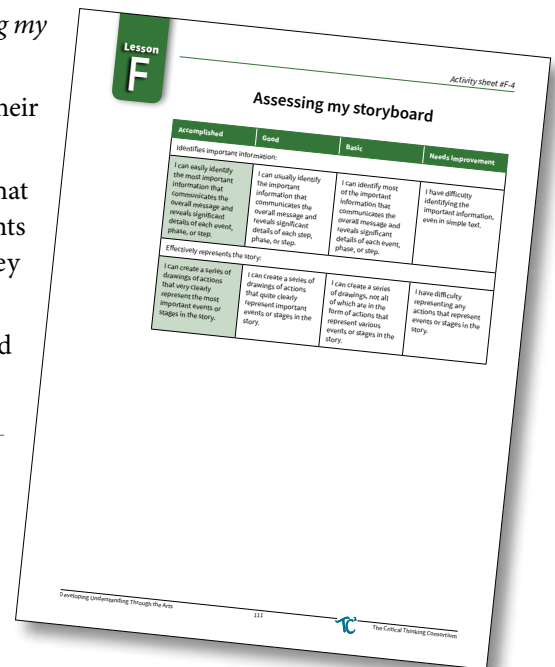 g my
heir
hat
nts
ey
d
Lesson
F
Activity sheet #F-4
Assessing my storyboard
Accomplished
Good
Basic
Needs Improvement
Identifies important information:
I can easily identify
the most important
information that
communicates the
overall message and
reveals significant
details of each event,
phase, or step.
I can usually identify
the important
information that
communicates the
overall message and
reveals significant
details of each step,
phase, or step.
I can identify most
of the important
information that
communicates the
overall message and
reveals significant
details of each event,
phase, or step.
I have difficulty
identifying the
important information,
even in simple text.
Effectively represents the story:
I can create a series of
drawings of actions
that very clearly
represent the most
important events or
stages in the story.
I can create a series of
drawings of actions
that quite clearly
represent important
events or stages in the
story.
I can create a series
of drawings, not all
of which are in the
form of actions that
represent various
events or stages in the
story.
I have difficulty
representing any
actions that represent
events or stages in the
story.
Developing Understanding Through the Arts
TC²
The Critical Thinking Consortium